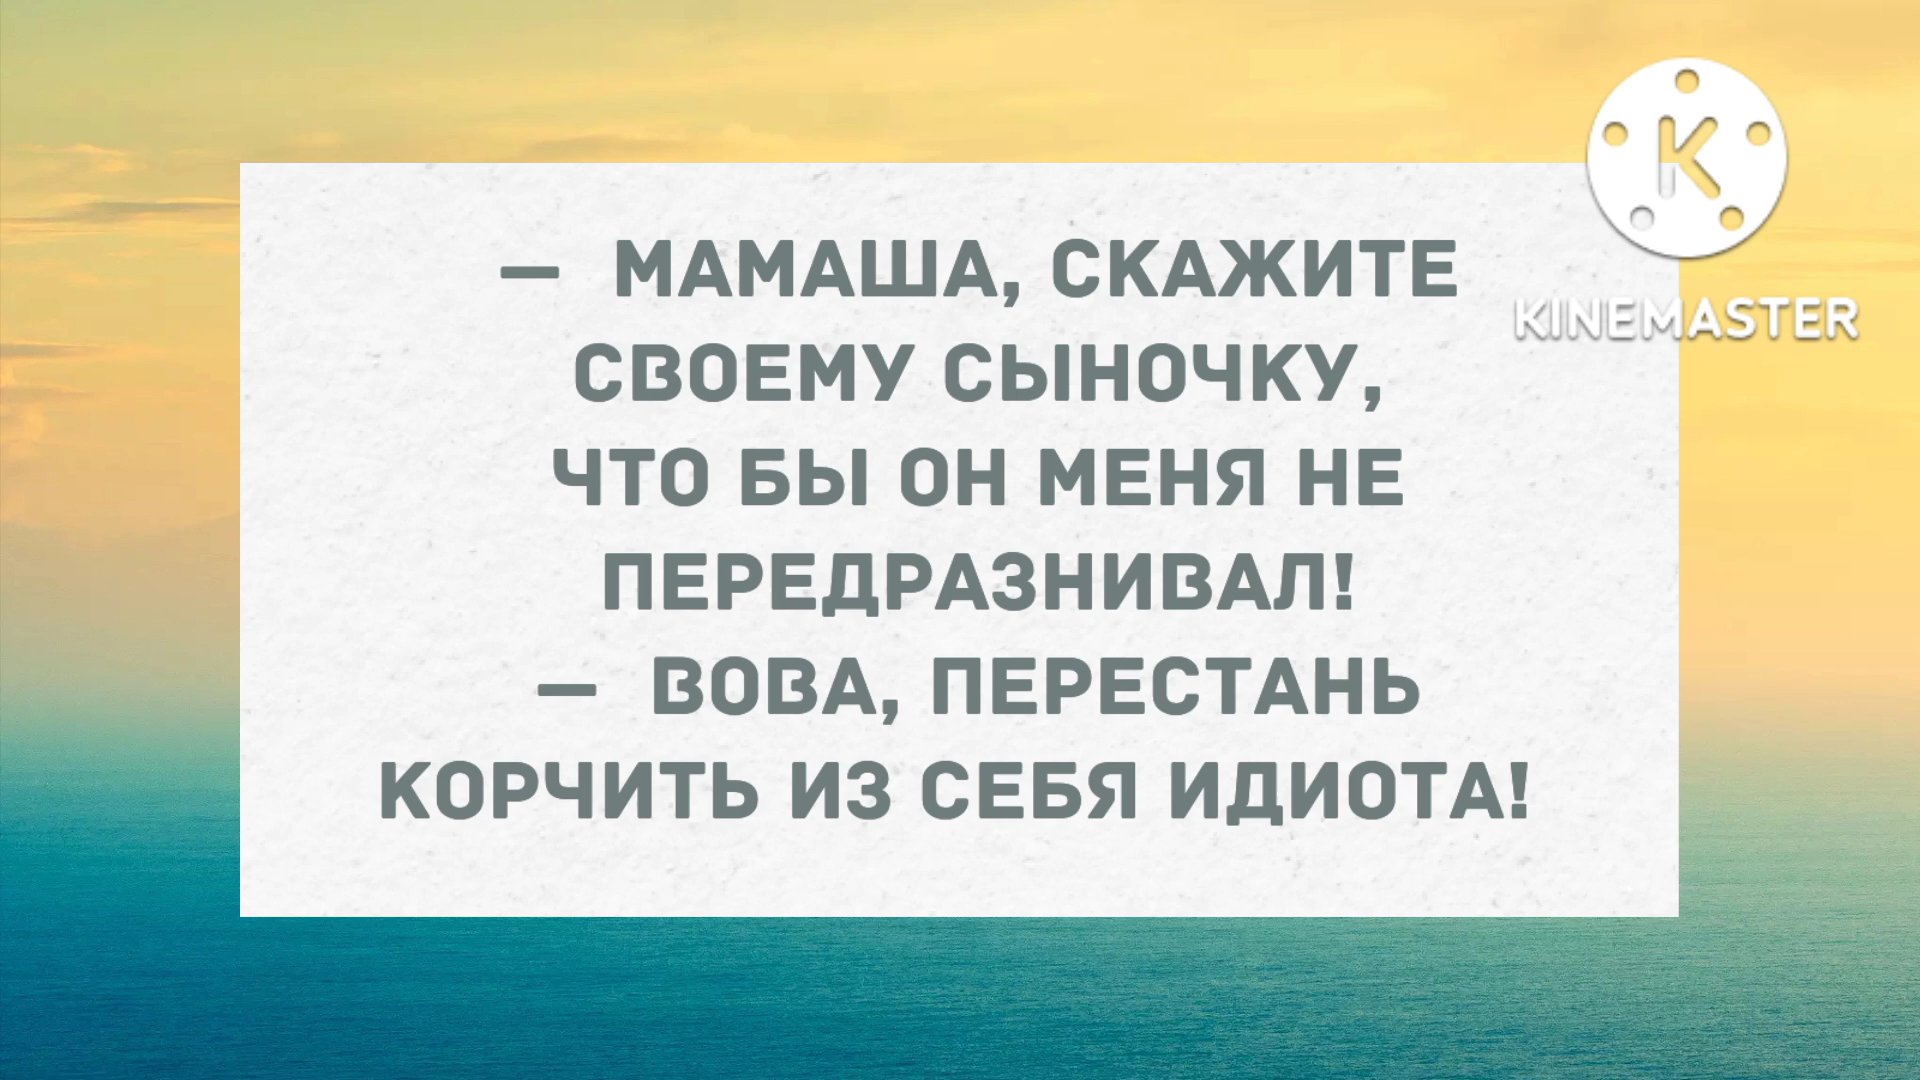 — МАМАША, СКАЖИТЕ
СВОЕМУ СЫНОЧКУ,
ЧТО БЫ ОН МЕНЯ НЕ
ПЕРЕДРАЗНИВАЛ!
— ВОВА, ПЕРЕСТАНЬ
КОРЧИТЬ ИЗ СЕБЯ ИДИОТА!
K
KINEMASTER